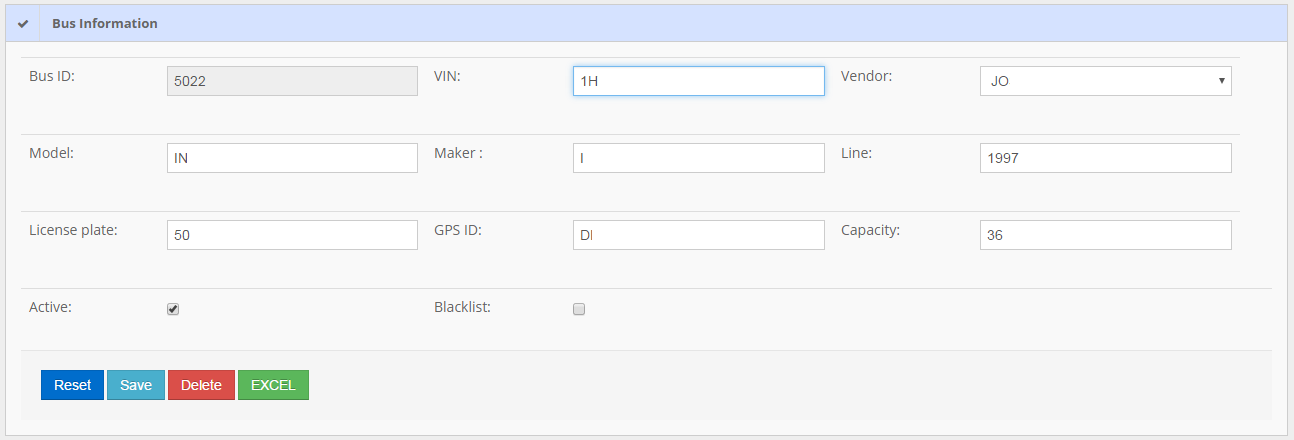 Bus Information
Bus ID: 5022 VIN: 1H Vendor: JO
Model: IN Maker : I Line: 1997
License plate: 50 GPS ID: DI Capacity: 36
Active: Blacklist:
Reset Save Delete EXCEL